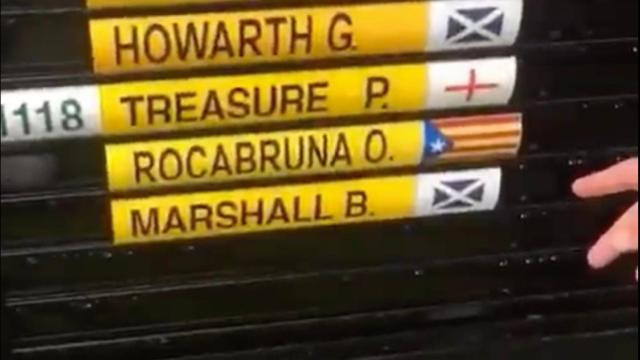 HOWARTH G.
1118 TREASURE P.
ROCABRUNA O.
MARSHALL B.